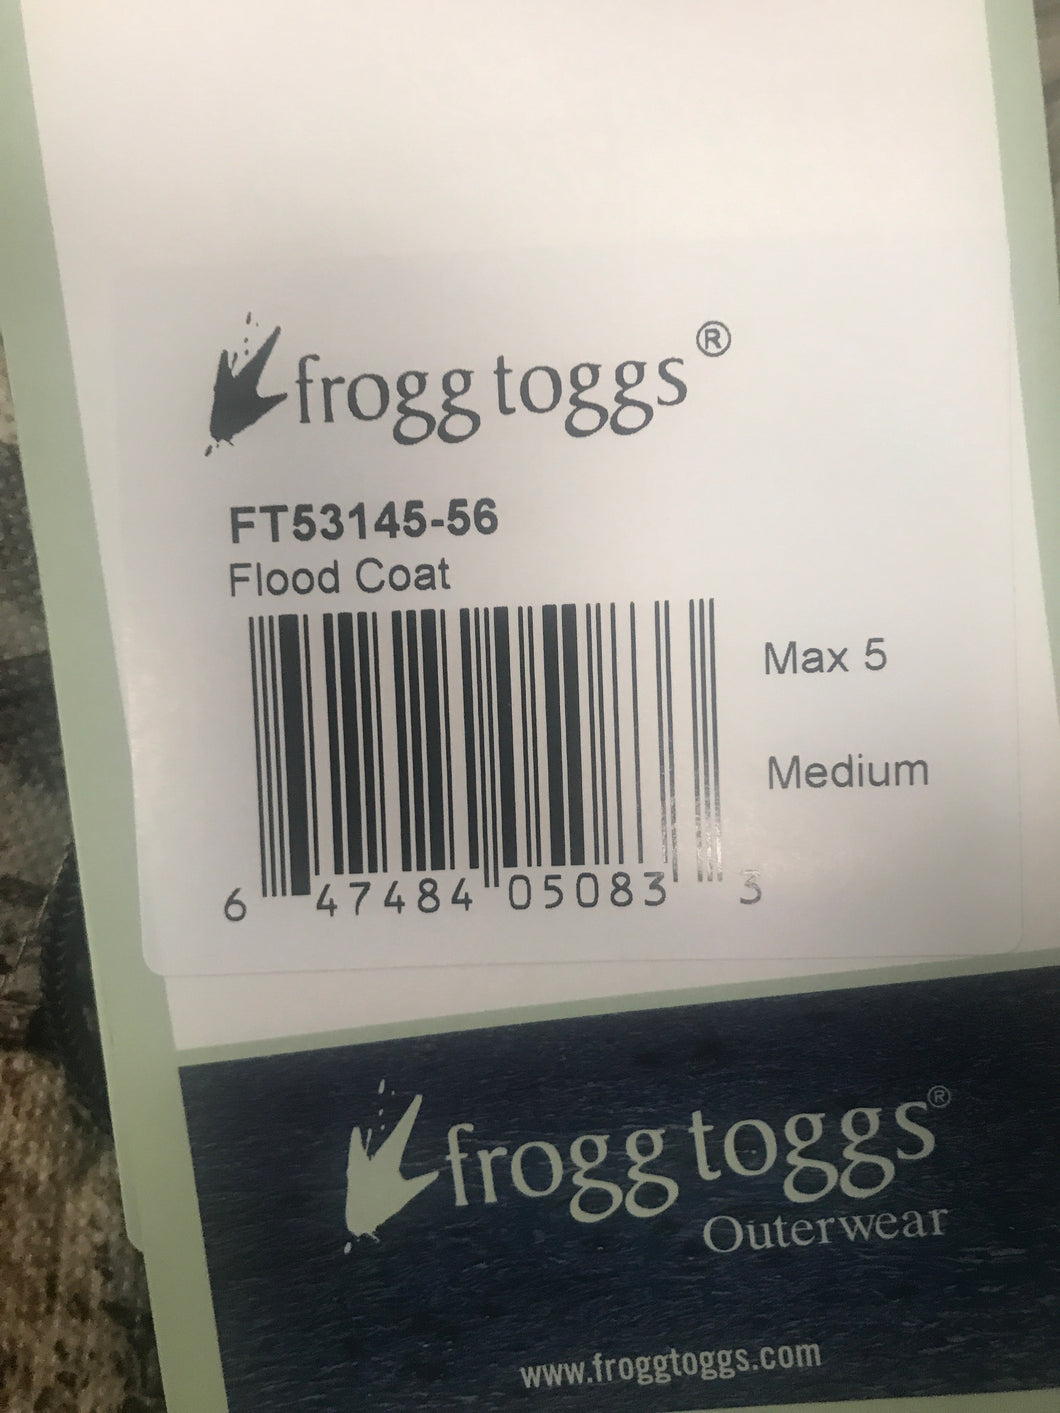 frogg toggs®
FT53145-56
Flood Coat
Max 5
Medium
6 47484 05083 3
frogg toggs®
Outerwear
www.froggtoggs.com